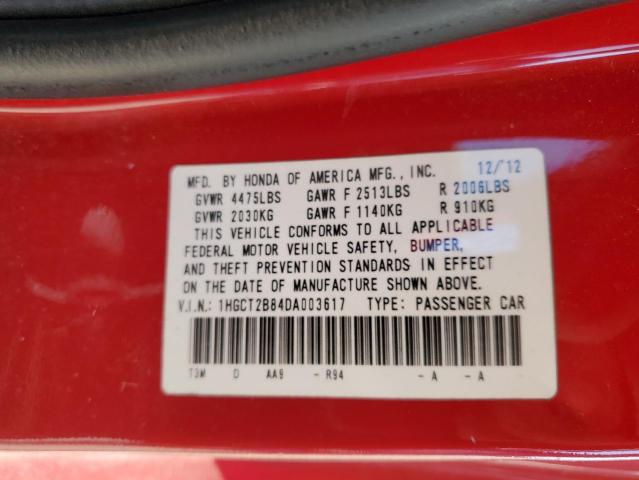 MFD. BY HONDA OF AMERICA MFG., INC. 12/'12
GVWR 4475LBS GAWR F 2513LBS R 2006LBS
GVWR 2030KG GAWR F 1140KG R 910KG
THIS VEHICLE CONFORMS TO ALL APPLICABLE
FEDERAL MOTOR VEHICLE SAFETY, BUMPER,
AND THEFT PREVENTION STANDARDS IN EFFECT
ON THE DATE OF MANUFACTURE SHOWN ABOVE.
V.I.N.: 1HGCT2B84DA003617 TYPE: PASSENGER CAR
T3M D AA9 - R94 - A - A